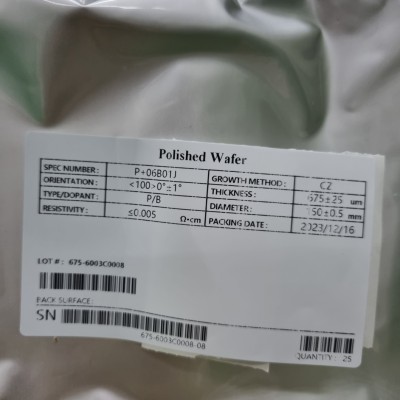 Polished Wafer
SPEC NUMBER : P+06B01J GROWTH METHOD : CZ
ORIENTATION : <100>0°±1° THICKNESS : 675±25 um
TYPE/DOPANT : P/B DIAMETER : 150±0.5 mm
RESISTIVITY : ≤0.005 Ω•cm PACKING DATE : 2023/12/16
LOT # : 675-6003C0008
BACK SURFACE :
SN
675-6003C0008-08
QUANTITY : 25